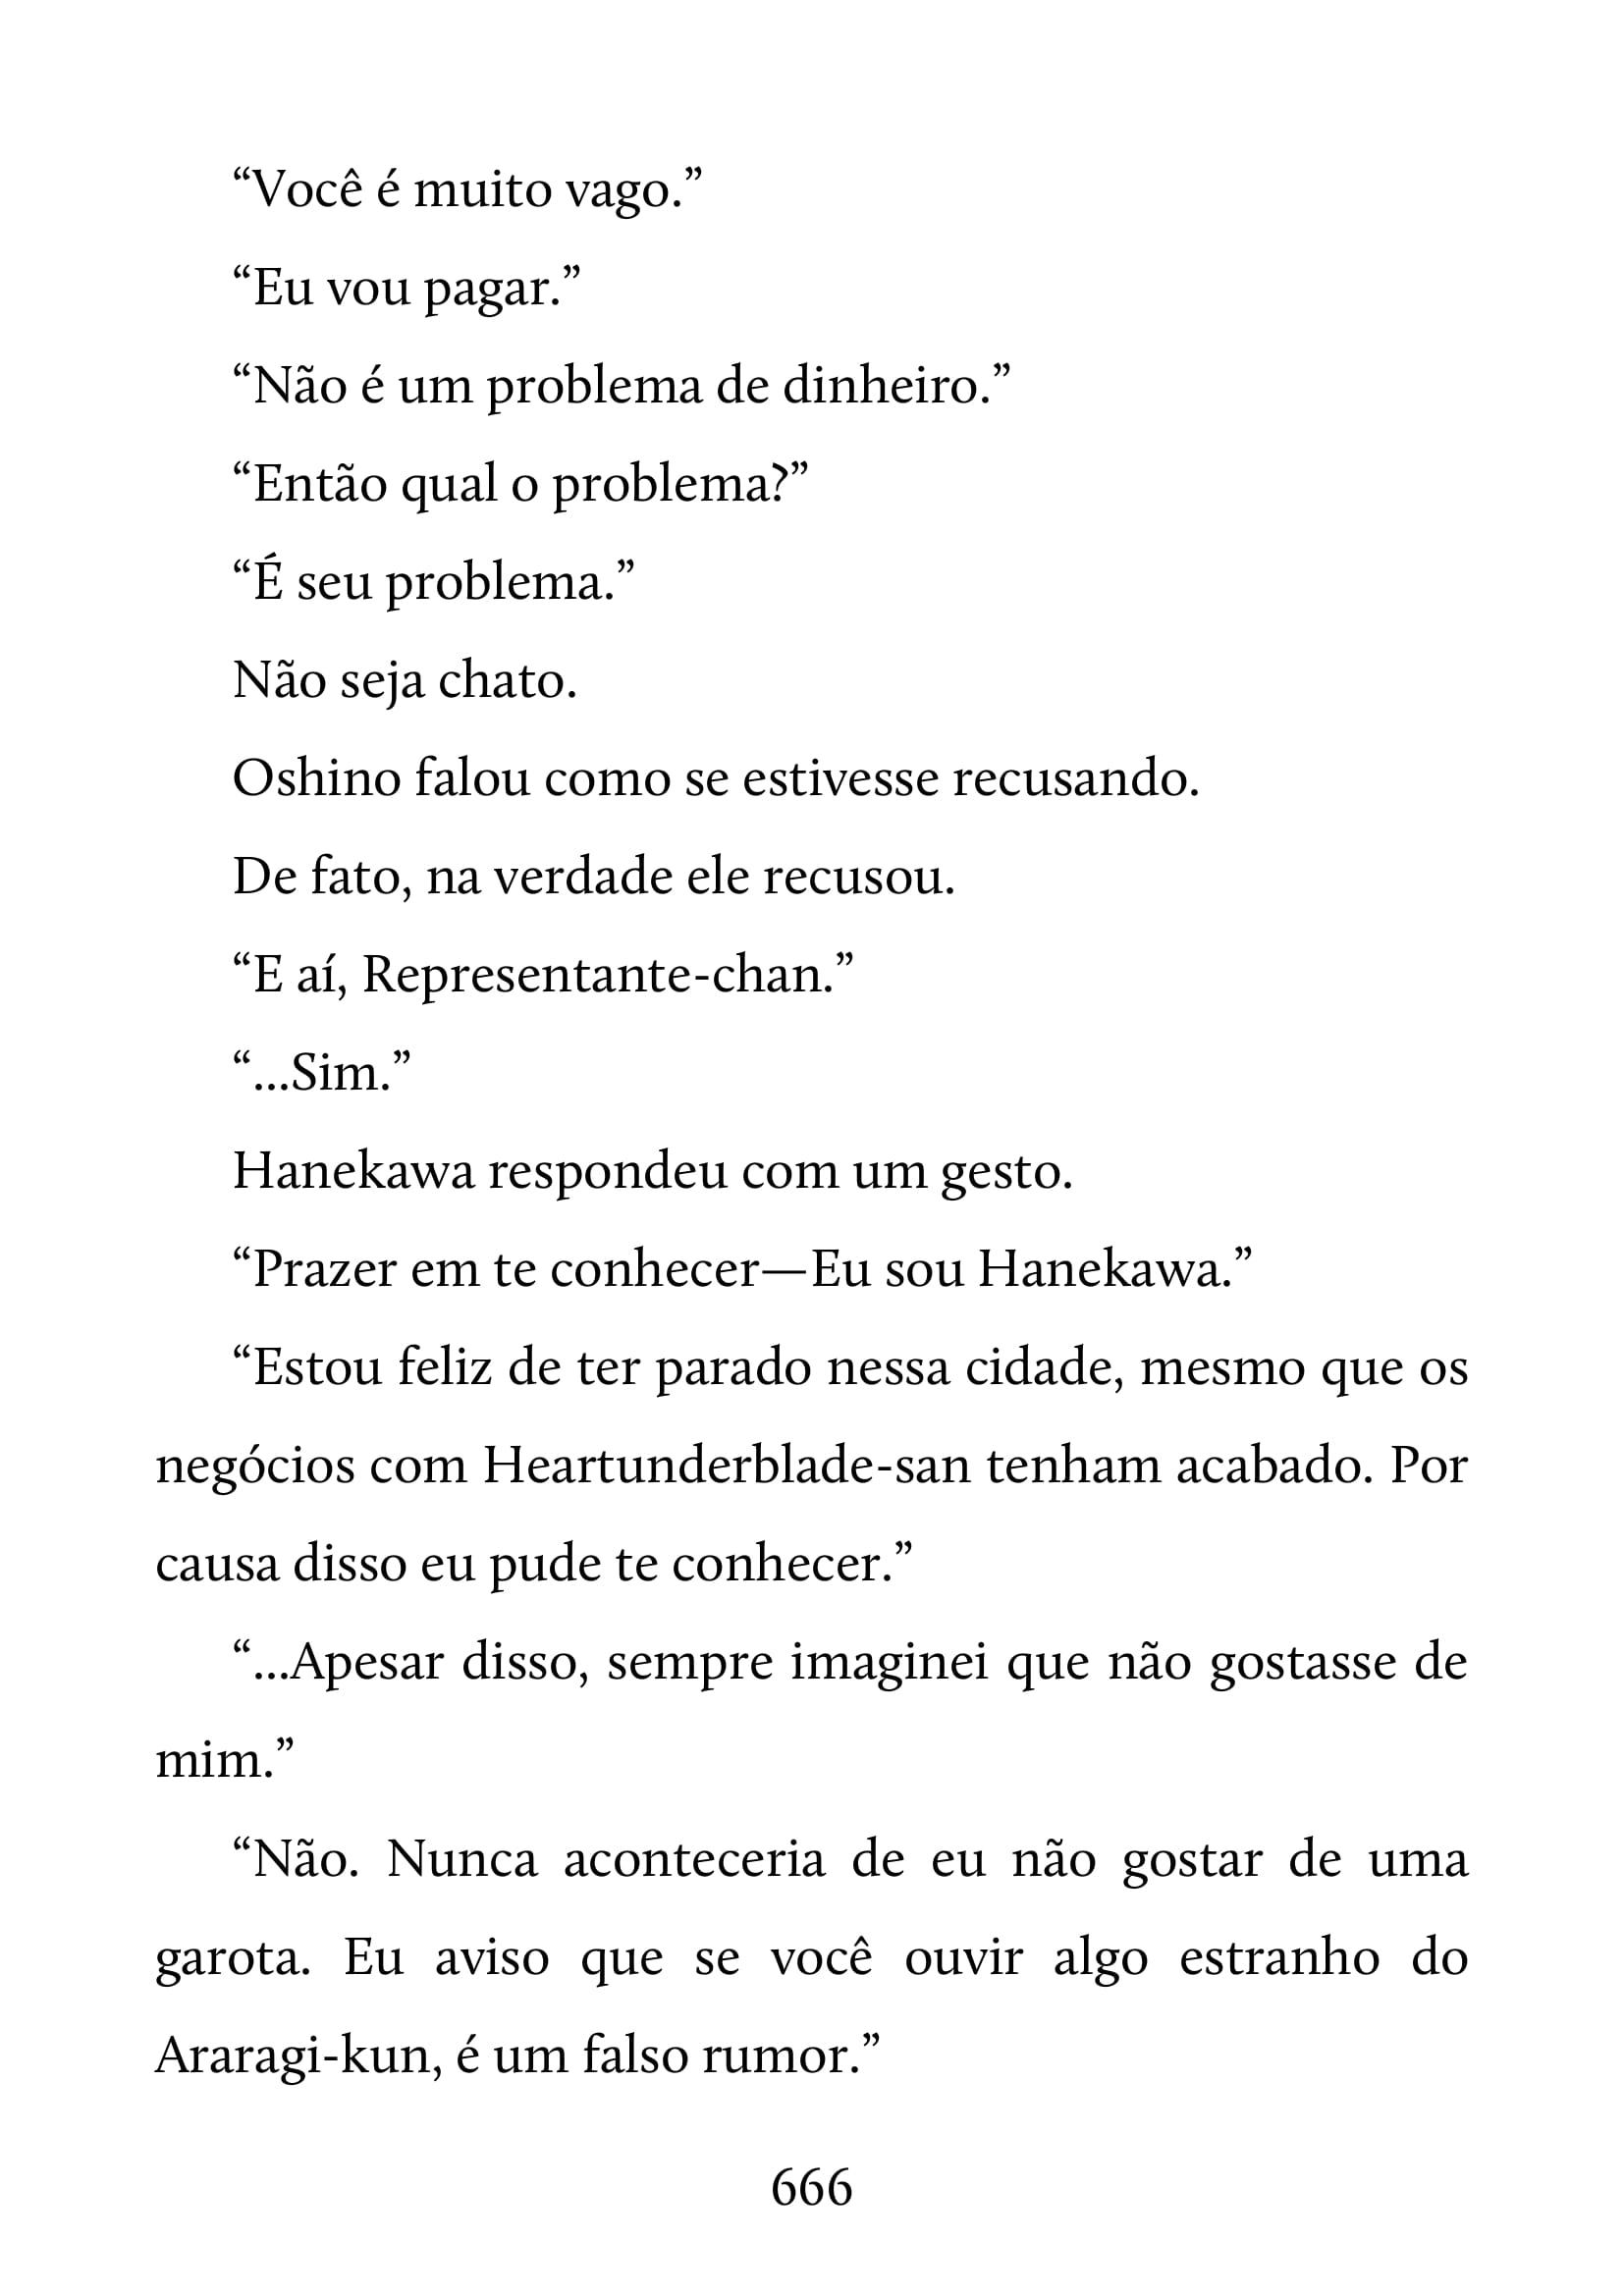 “Você é muito vago.”
“Eu vou pagar.”
“Não é um problema de dinheiro.”
“Então qual o problema?”
“É seu problema.”
Não seja chato.
Oshino falou como se estivesse recusando.
De fato, na verdade ele recusou.
“E aí, Representante-chan.”
“...Sim.”
Hanekawa respondeu com um gesto.
“Prazer em te conhecer—Eu sou Hanekawa.”
“Estou feliz de ter parado nessa cidade, mesmo que os
negócios com Heartunderblade-san tenham acabado. Por
causa disso eu pude te conhecer.”
“...Apesar disso, sempre imaginei que não gostasse de
mim.”
“Não. Nunca aconteceria de eu não gostar de uma
garota. Eu aviso que se você ouvir algo estranho do
Araragi-kun, é um falso rumor.”
666